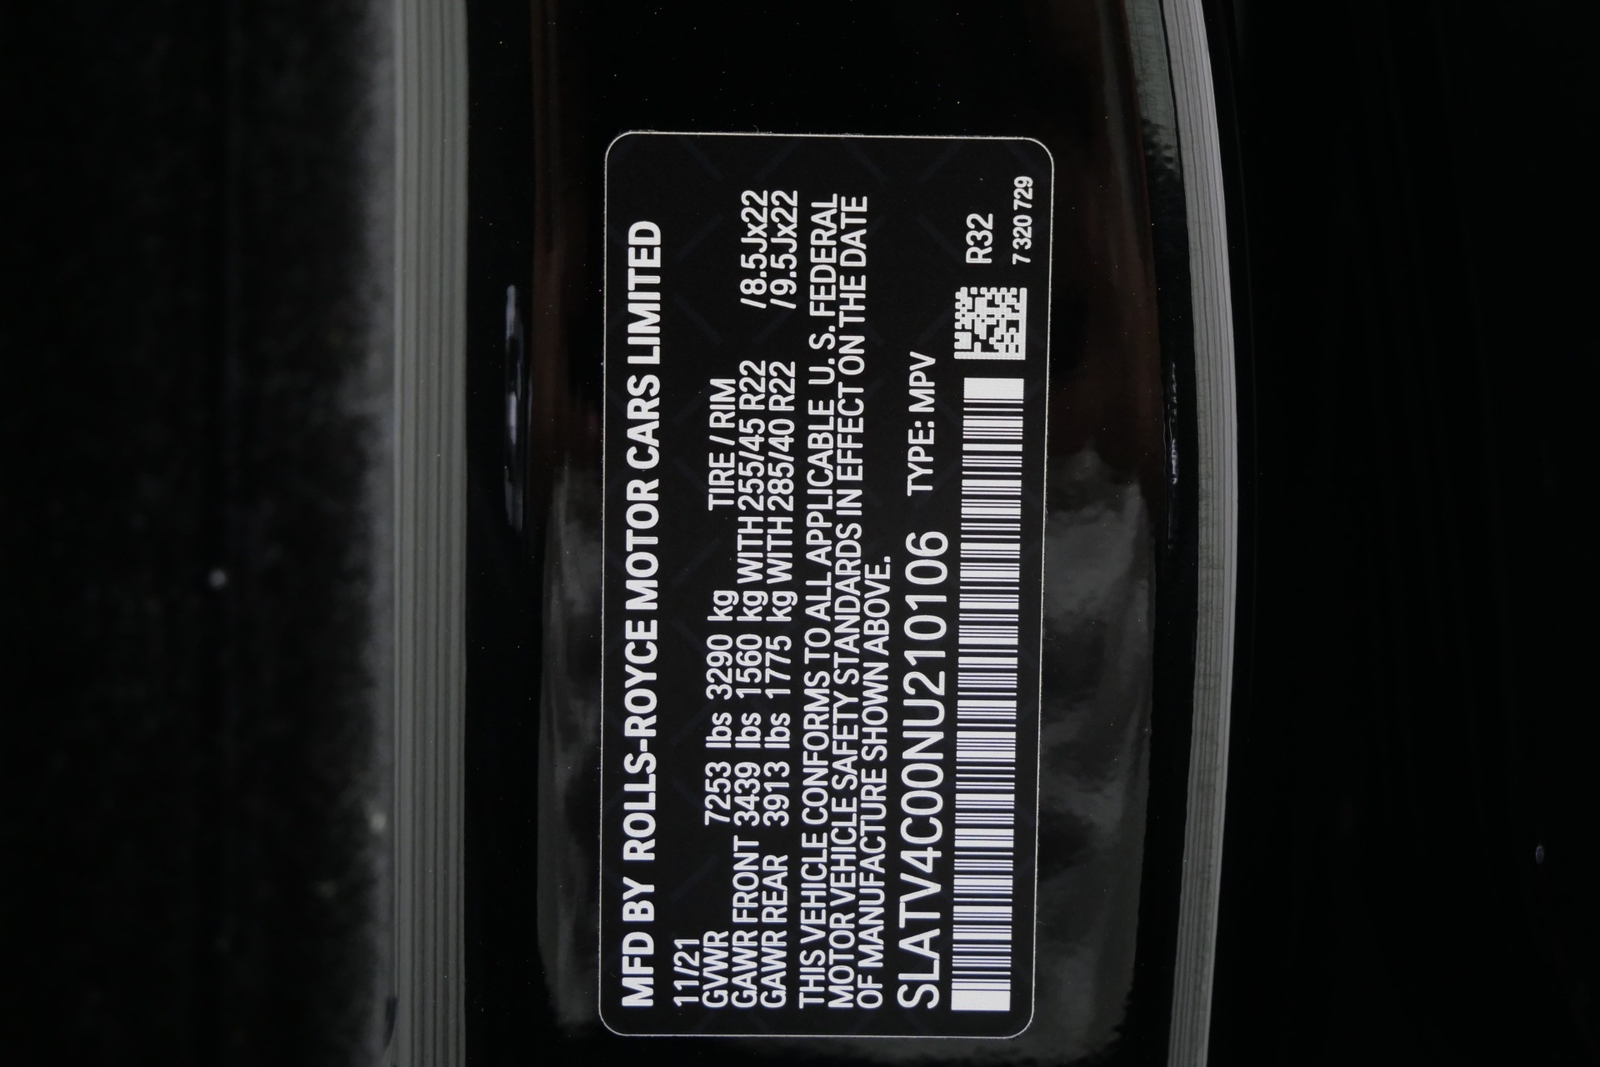 MFD BY ROLLS-ROYCE MOTOR CARS LIMITED
11/21
GVWR 7253 lbs 3290 kg TIRE / RIM
GAWR FRONT 3439 lbs 1560 kg WITH 255/45 R22 / 8.5Jx22
GAWR REAR 3913 lbs 1775 kg WITH 285/40 R22 / 9.5Jx22
THIS VEHICLE CONFORMS TO ALL APPLICABLE U. S. FEDERAL
MOTOR VEHICLE SAFETY STANDARDS IN EFFECT ON THE DATE
OF MANUFACTURE SHOWN ABOVE.
SLATV4C00NU210106 TYPE: MPV
R32
7 320 729